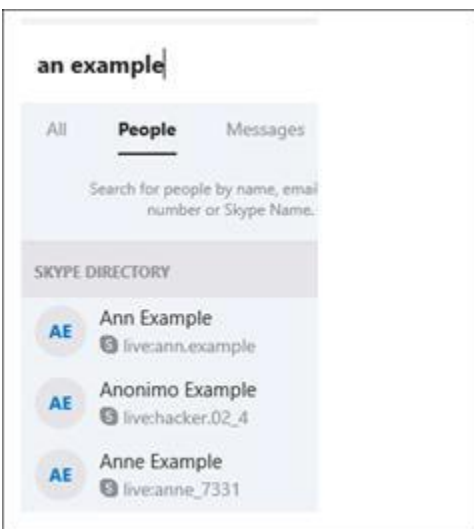 an example
All People Messages
Search for people by name, email
number or Skype Name.
SKYPE DIRECTORY
AE Ann Example
live:ann.example
AE Anonimo Example
live:hacker.02_4
AE Anne Example
live:anne_7331